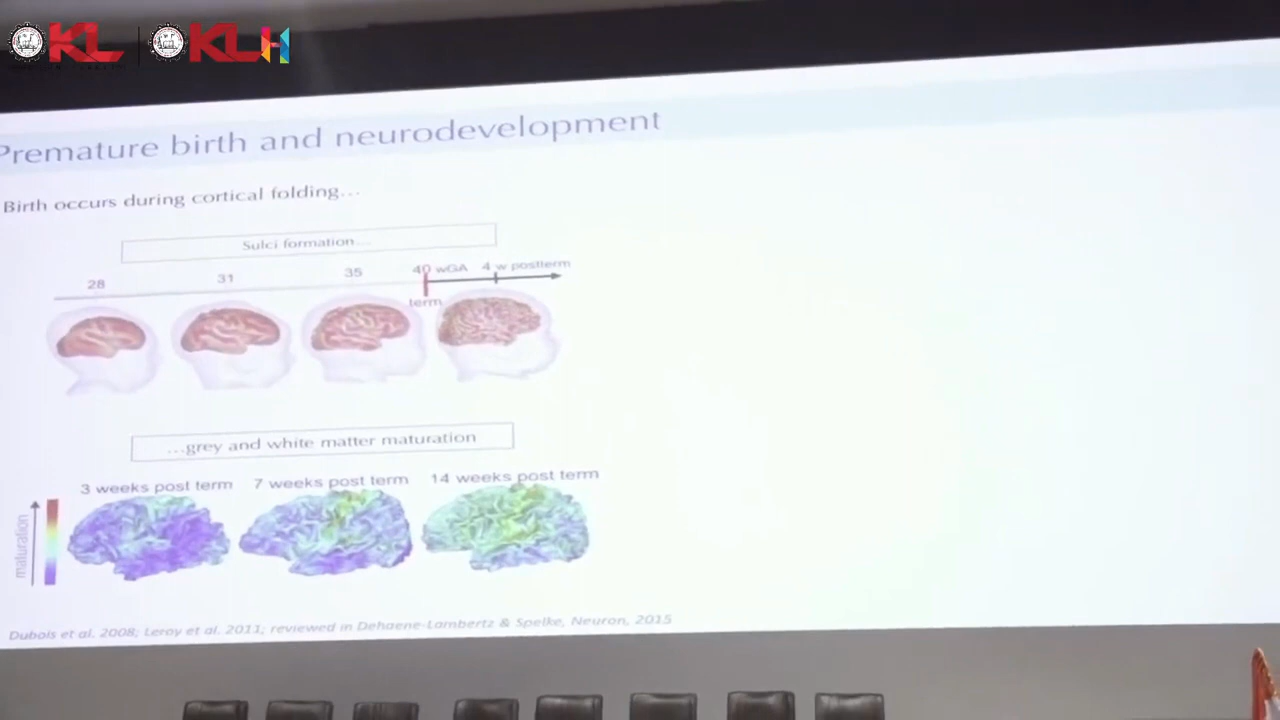 KL KLH
Premature birth and neurodevelopment
Birth occurs during cortical folding...
Sulci formation...
28 31 35 40 wGA 4 w postterm
term
...grey and white matter maturation
3 weeks post term 7 weeks post term 14 weeks post term
maturation
Dubois et al. 2008; Leroy et al. 2011; reviewed in Dehaene-Lambertz & Spelke, Neuron, 2015